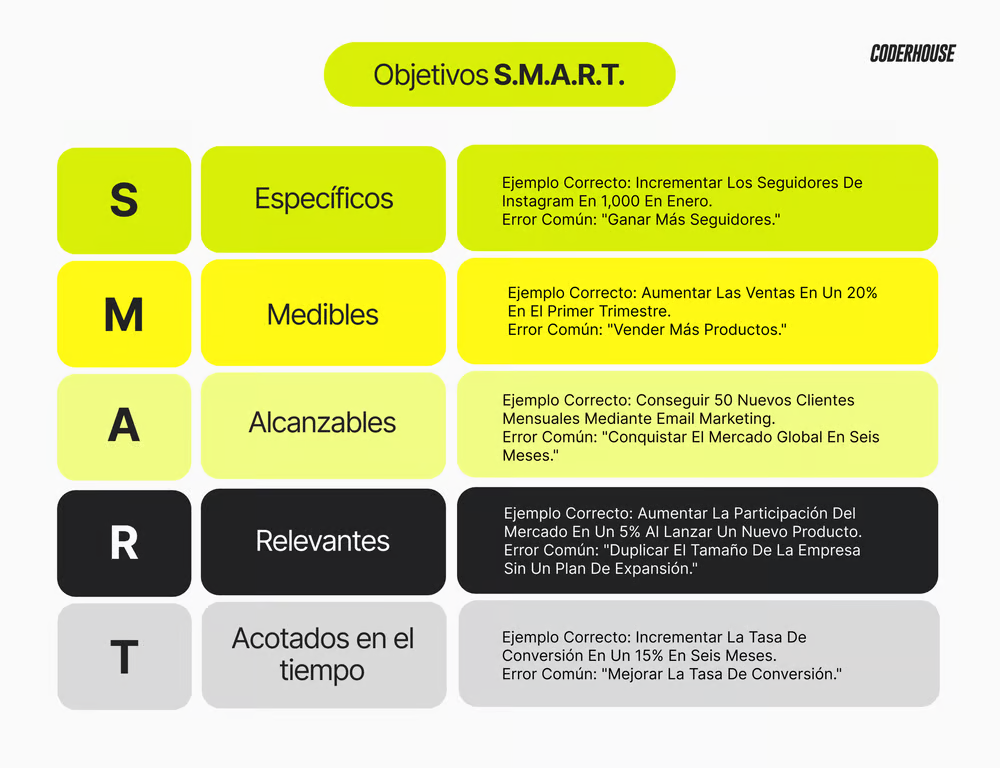 CODERHOUSE
Objetivos S.M.A.R.T.
S
Específicos
Ejemplo Correcto: Incrementar Los Seguidores De
Instagram En 1,000 En Enero.
Error Común: "Ganar Más Seguidores."
M
Medibles
Ejemplo Correcto: Aumentar Las Ventas En Un 20%
En El Primer Trimestre.
Error Común: "Vender Más Productos."
A
Alcanzables
Ejemplo Correcto: Conseguir 50 Nuevos Clientes
Mensuales Mediante Email Marketing.
Error Común: "Conquistar El Mercado Global En Seis
Meses."
R
Relevantes
Ejemplo Correcto: Aumentar La Participación Del
Mercado En Un 5% Al Lanzar Un Nuevo Producto.
Error Común: "Duplicar El Tamaño De La Empresa
Sin Un Plan De Expansión."
T
Acotados en el
tiempo
Ejemplo Correcto: Incrementar La Tasa De
Conversión En Un 15% En Seis Meses.
Error Común: "Mejorar La Tasa De Conversión."